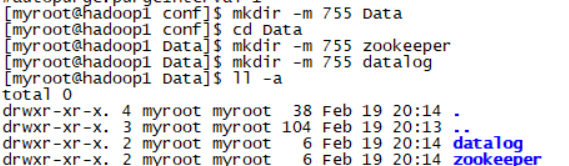 #autopurge.purgeInterval=1
[myroot@hadoop1 conf]$ mkdir -m 755 Data
[myroot@hadoop1 conf]$ cd Data
[myroot@hadoop1 Data]$ mkdir -m 755 zookeeper
[myroot@hadoop1 Data]$ mkdir -m 755 datalog
[myroot@hadoop1 Data]$ ll -a
total 0
drwxr-xr-x. 4 myroot myroot  38 Feb 19 20:14 .
drwxr-xr-x. 3 myroot myroot 104 Feb 19 20:13 ..
drwxr-xr-x. 2 myroot myroot   6 Feb 19 20:14 datalog
drwxr-xr-x. 2 myroot myroot   6 Feb 19 20:14 zookeeper